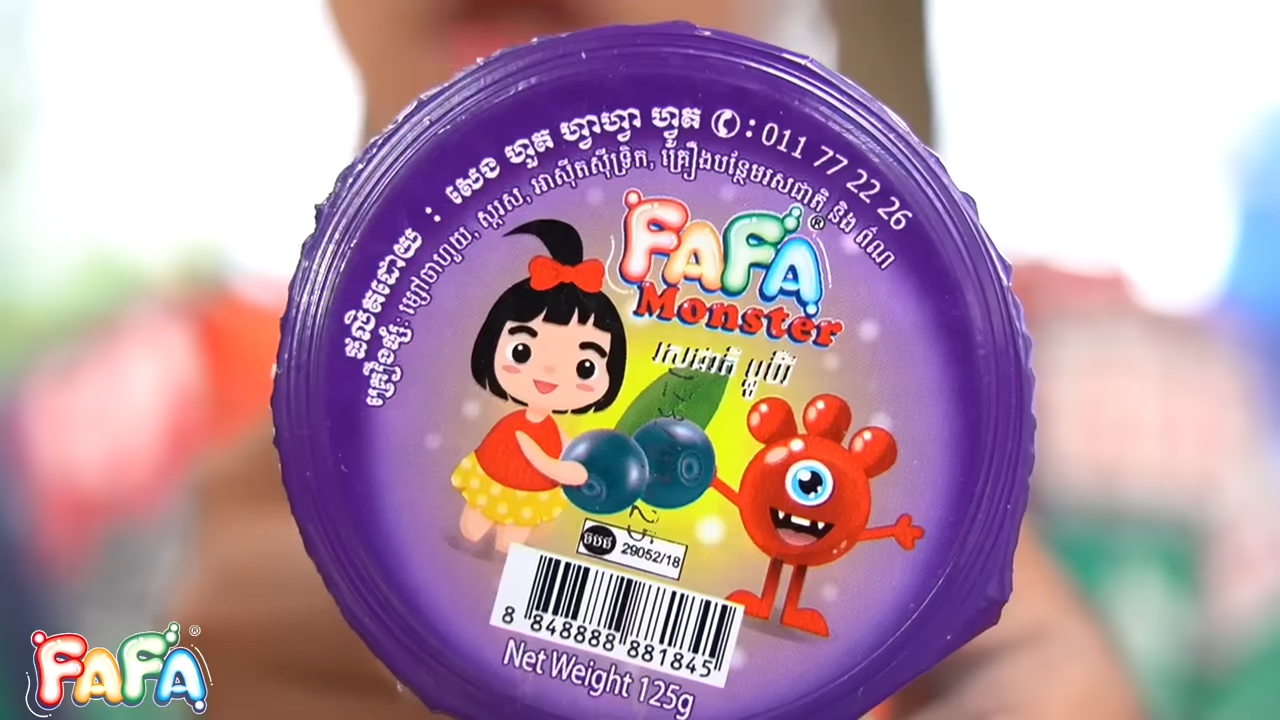 ផលិតដោយ : សេង ហួត ហ្វាហ្វា ហ្វូត : 011 77 22 26
គ្រឿងផ្សំ: ម្សៅចាហួយ, ស្ករស, អាស៊ីតស៊ីទ្រិក, គ្រឿងបន្ថែមរសជាតិ និង ពណ៌
FAFA ®
Monster
រសជាតិ ប្លូបឺរី
29052/18
8 848888 881845
Net Weight 125g
FAFA ®